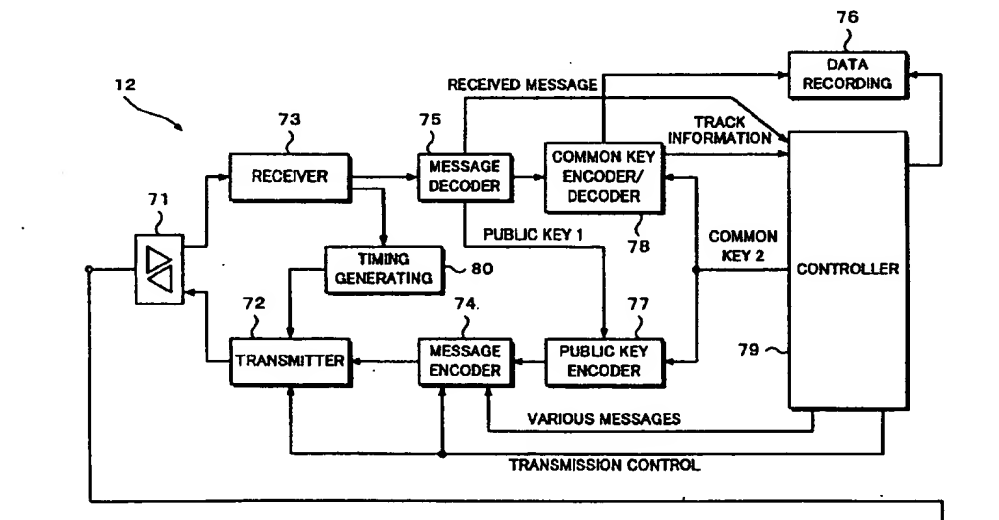 76
DATA
RECORDING
12
RECEIVED MESSAGE
TRACK
INFORMATION
73
RECEIVER
75
MESSAGE
DECODER
COMMON KEY
ENCODER/
DECODER
78
71
PUBLIC KEY 1
COMMON
KEY 2
TIMING
GENERATING
80
CONTROLLER
79
72
TRANSMITTER
74
MESSAGE
ENCODER
77
PUBLIC KEY
ENCODER
VARIOUS MESSAGES
TRANSMISSION CONTROL